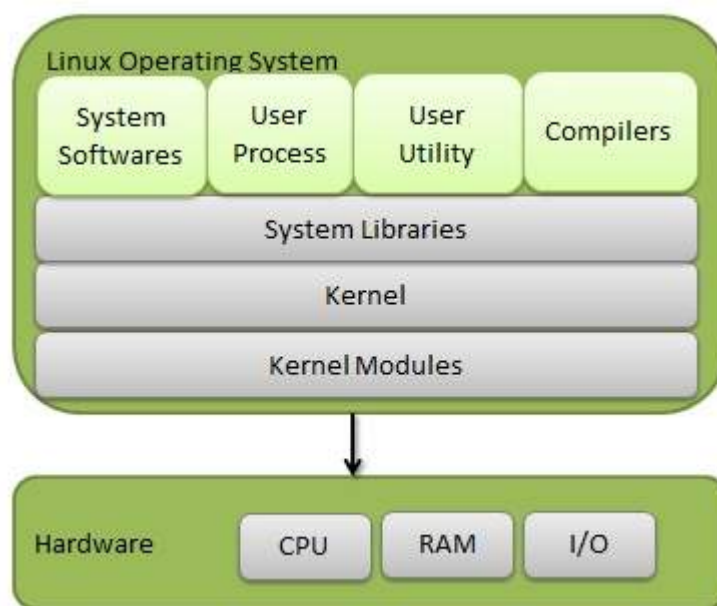 Linux Operating System
System
Softwares
User
Process
User
Utility
Compilers
System Libraries
Kernel
Kernel Modules
Hardware
CPU
RAM
I/O